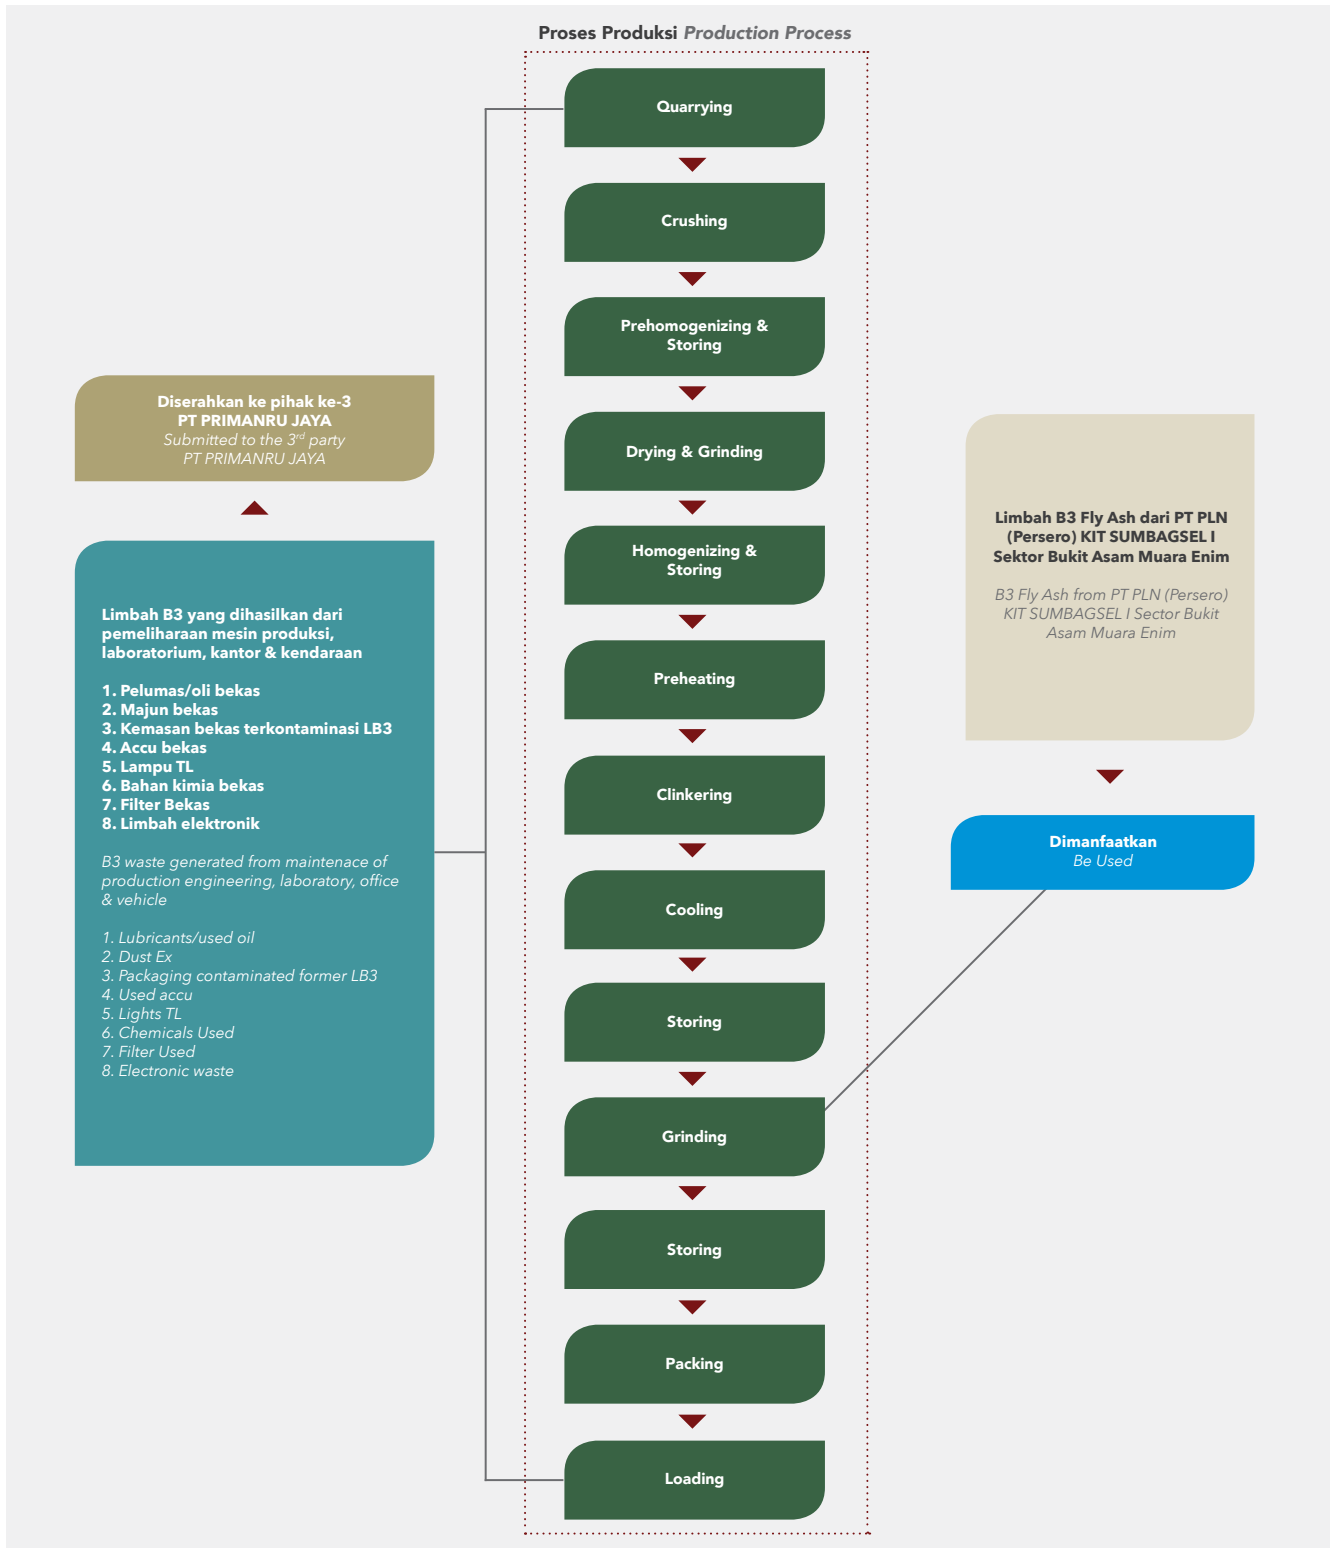 Proses Produksi Production Process
Quarrying
Crushing
Prehomogenizing &
Storing
Drying & Grinding
Homogenizing &
Storing
Preheating
Clinkering
Cooling
Storing
Grinding
Storing
Packing
Loading
Diserahkan ke pihak ke-3
PT PRIMANRU JAYA
Submitted to the 3rd party
PT PRIMANRU JAYA
Limbah B3 yang dihasilkan dari
pemeliharaan mesin produksi,
laboratorium, kantor & kendaraan
1. Pelumas/oli bekas
2. Majun bekas
3. Kemasan bekas terkontaminasi LB3
4. Accu bekas
5. Lampu TL
6. Bahan kimia bekas
7. Filter Bekas
8. Limbah elektronik
B3 waste generated from maintenace of
production engineering, laboratory, office
& vehicle
1. Lubricants/used oil
2. Dust Ex
3. Packaging contaminated former LB3
4. Used accu
5. Lights TL
6. Chemicals Used
7. Filter Used
8. Electronic waste
Limbah B3 Fly Ash dari PT PLN
(Persero) KIT SUMBAGSEL I
Sektor Bukit Asam Muara Enim
B3 Fly Ash from PT PLN (Persero)
KIT SUMBAGSEL I Sector Bukit
Asam Muara Enim
Dimanfaatkan
Be Used